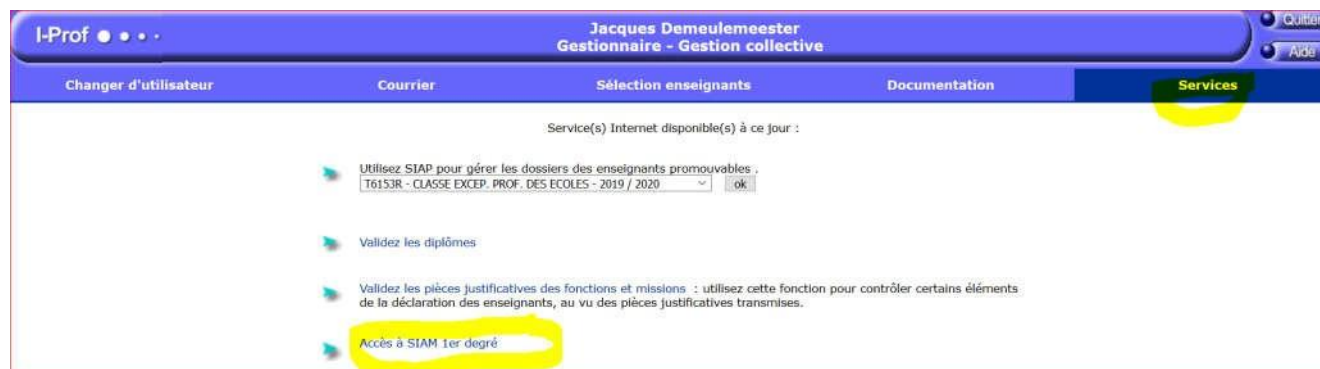 I-Prof
Jacques Demeulemeester
Gestionnaire - Gestion collective
Quitter
Aide
Changer d'utilisateur
Courrier
Sélection enseignants
Documentation
Services
Service(s) Internet disponible(s) à ce jour :
Utilisez SIAP pour gérer les dossiers des enseignants promouvables .
T6153R - CLASSE EXCEP. PROF. DES ECOLES - 2019 / 2020
ok
Validez les diplômes
Validez les pièces justificatives des fonctions et missions : utilisez cette fonction pour contrôler certains éléments
de la déclaration des enseignants, au vu des pièces justificatives transmises.
Accès à SIAM 1er degré